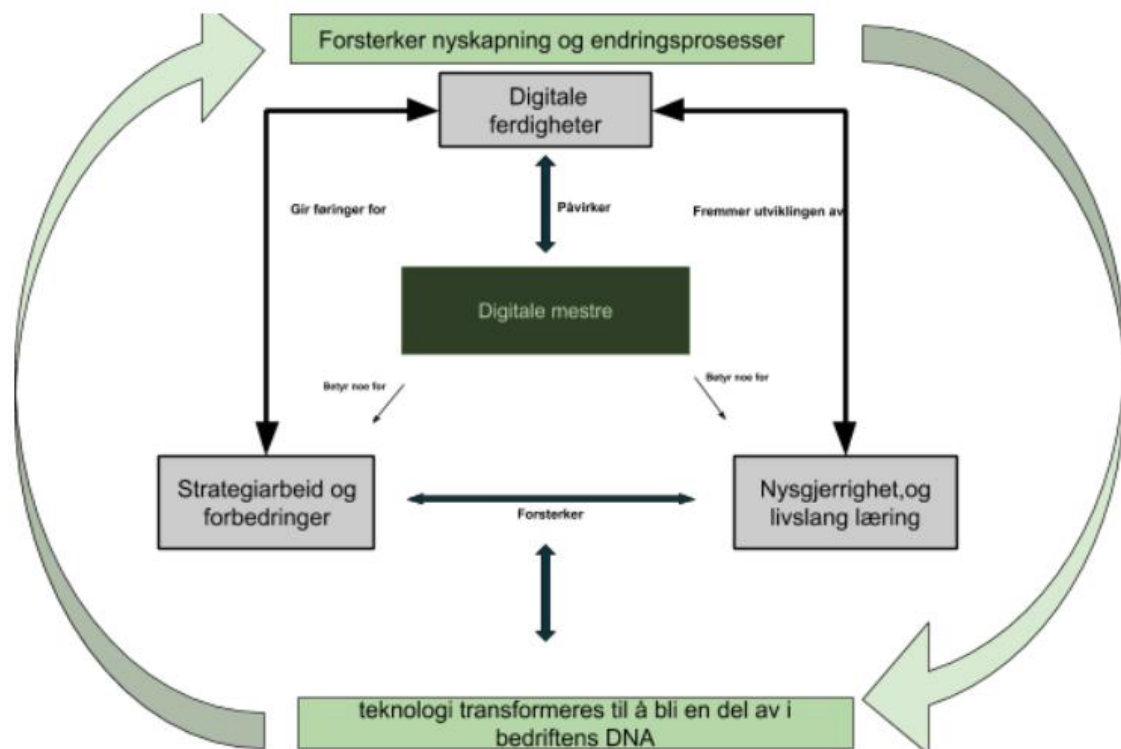 Forsterker nyskapning og endringsprosesser
Digitale
ferdigheter
Gir føringer for
Påvirker
Fremmer utviklingen av
Digitale mestre
Betyr noe for
Betyr noe for
Strategiarbeid og
forbedringer
Forsterker
Nysgjerrighet,og
livslang læring
teknologi transformeres til å bli en del av i
bedriftens DNA